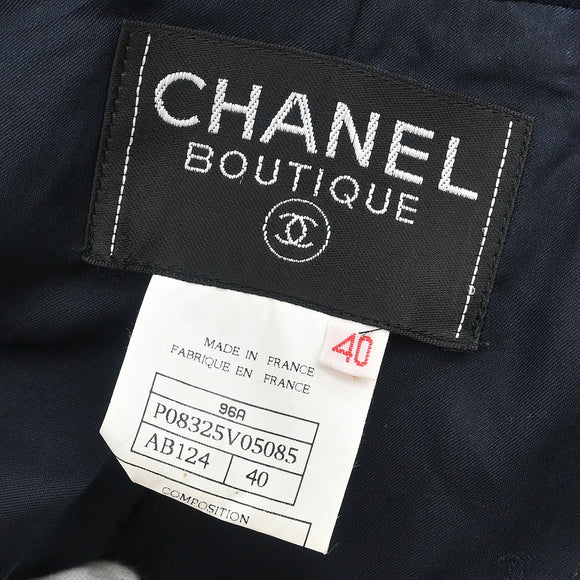 CHANEL
BOUTIQUE
40
MADE IN FRANCE
FABRIQUE EN FRANCE
96A
P08325V05085
AB124 40
COMPOSITION